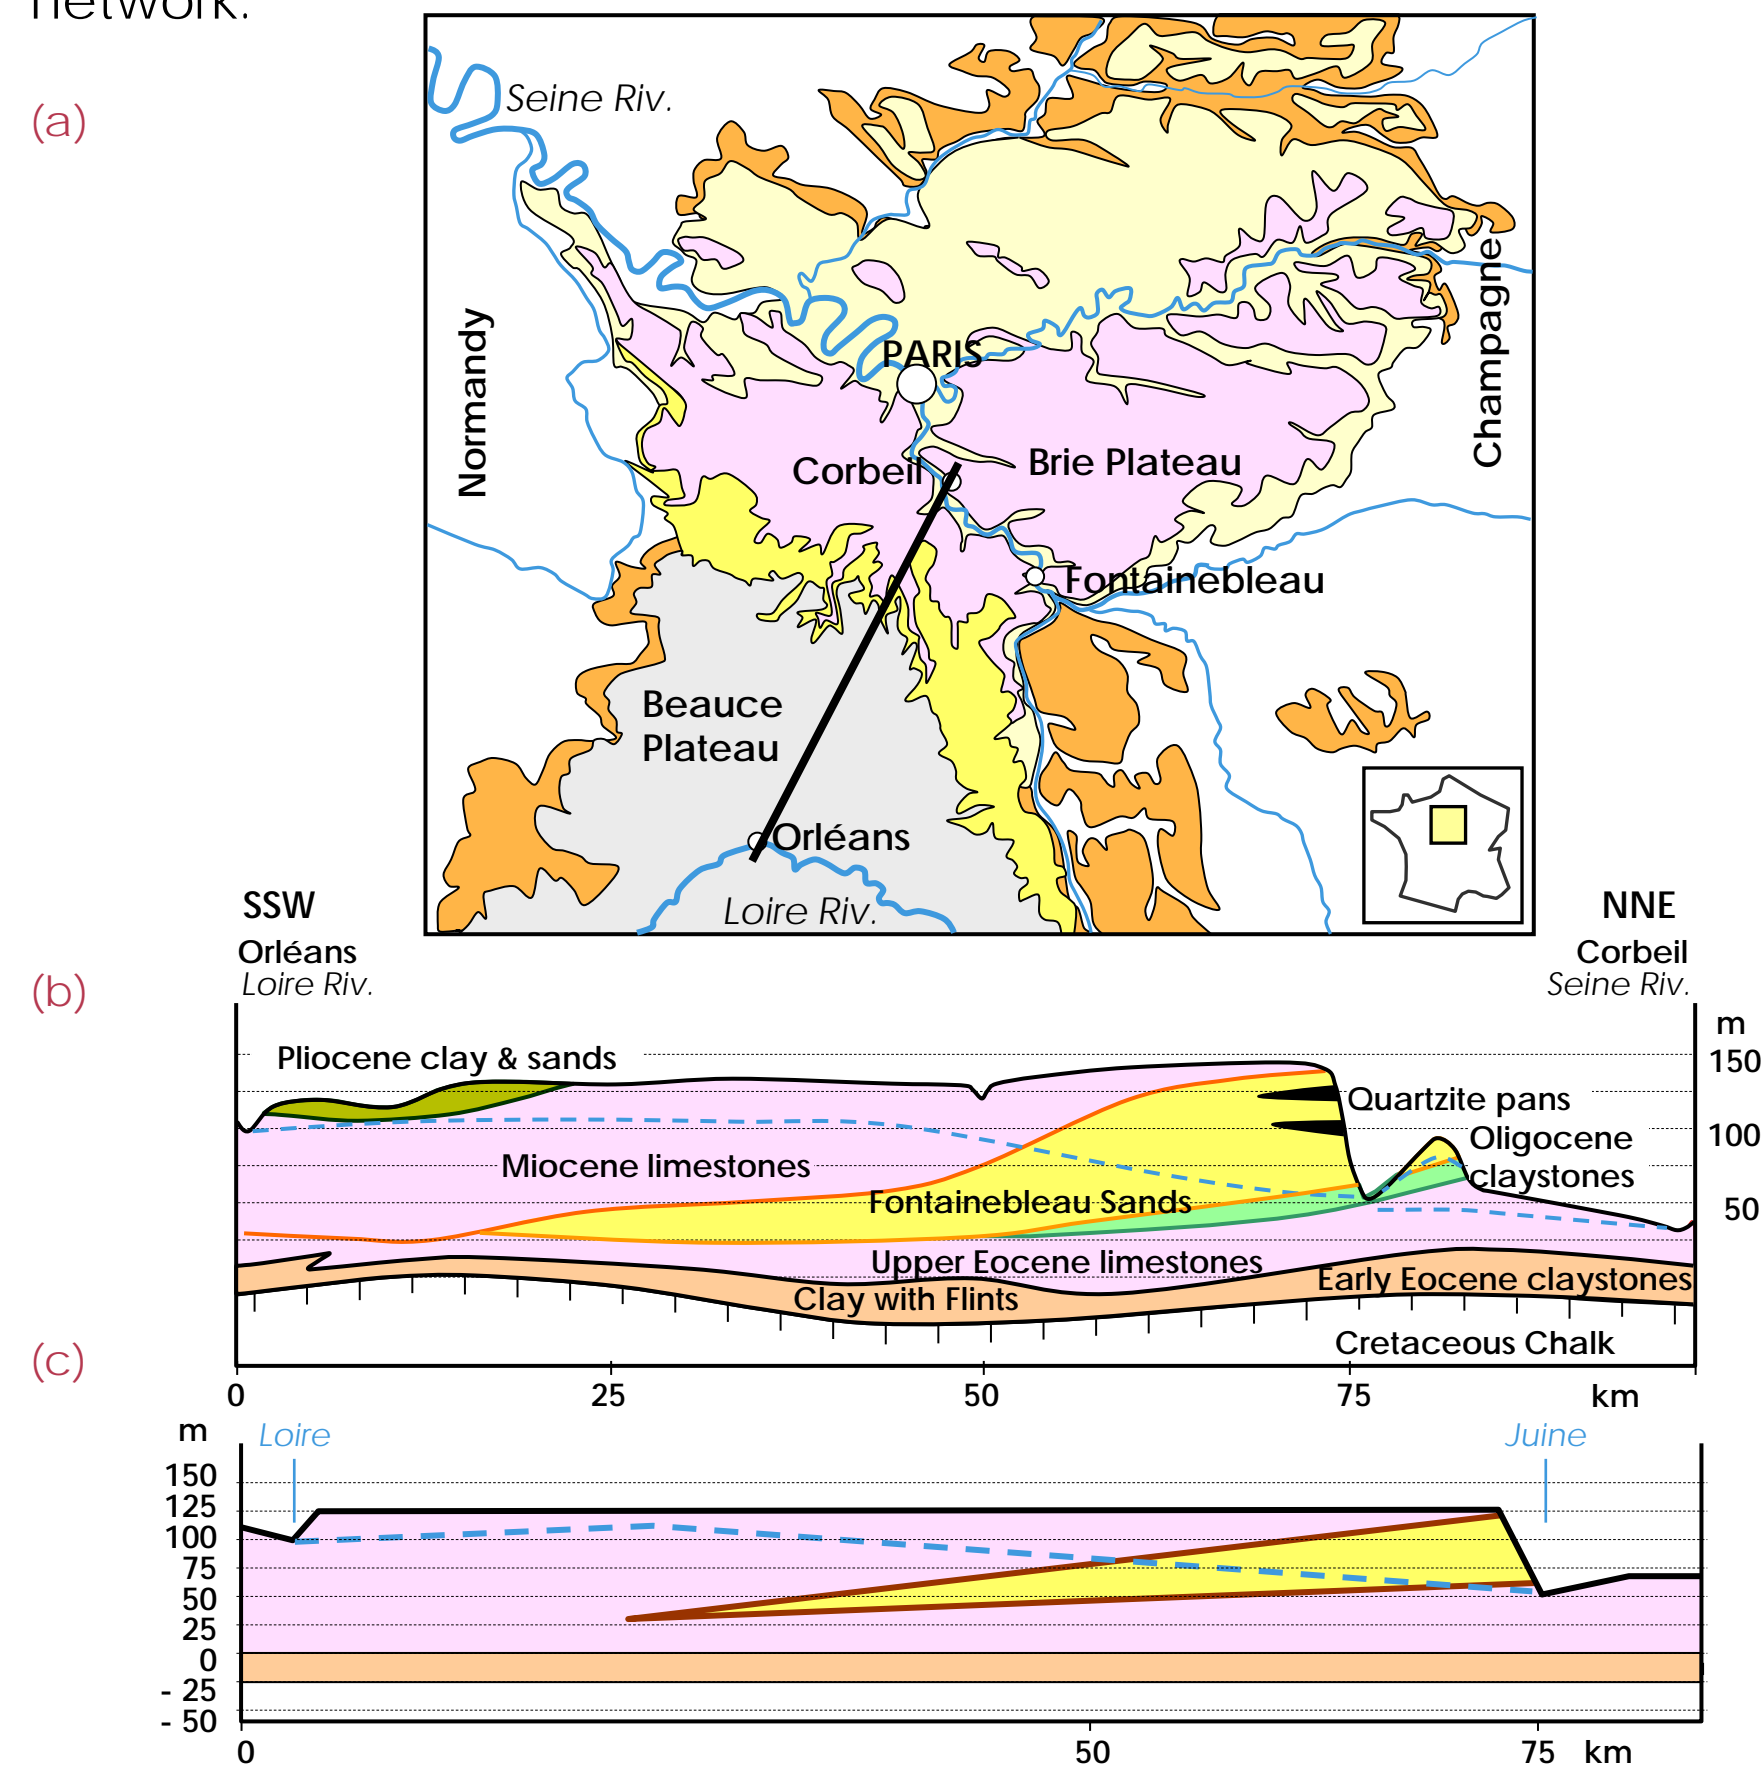 network.
(a)
Seine Riv.
Normandy
Champagne
PARIS
Corbeil
Brie Plateau
Fontainebleau
Beauce
Plateau
Orléans
Loire Riv.
SSW
NNE
Orléans
Corbeil
(b)
Loire Riv.
Seine Riv.
m
Pliocene clay & sands
150
Quartzite pans
100
Oligocene
claystones
Miocene limestones
Fontainebleau Sands
50
Upper Eocene limestones
Early Eocene claystones
Clay with Flints
Cretaceous Chalk
(c)
0 25 50 75 km
m
Loire
Juine
150
125
100
75
50
25
0
- 25
- 50
0 50 75 km